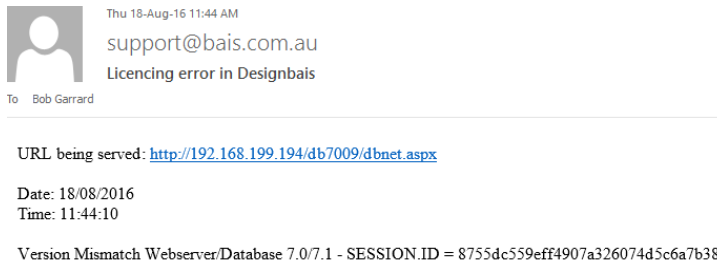 Thu 18-Aug-16 11:44 AM
support@bais.com.au
Licencing error in Designbais
To Bob Garrard
URL being served: http://192.168.199.194/db7009/dbnet.aspx
Date: 18/08/2016
Time: 11:44:10
Version Mismatch Webserver/Database 7.0/7.1 - SESSION.ID = 8755dc559eff4907a326074d5c6a7b38